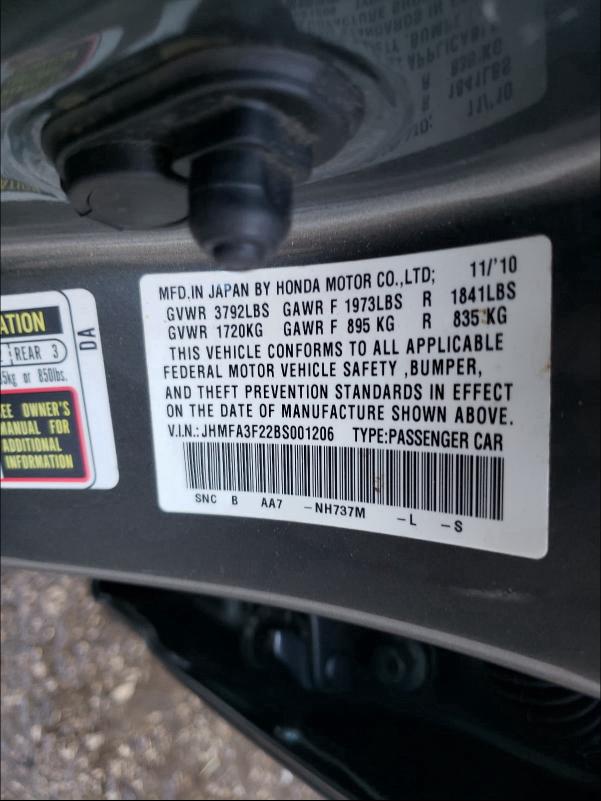 MFD.IN JAPAN BY HONDA MOTOR CO.,LTD; 11/'10
GVWR 3792LBS GAWR F 1973LBS R 1841LBS
GVWR 1720KG GAWR F 895 KG R 835 KG
THIS VEHICLE CONFORMS TO ALL APPLICABLE
FEDERAL MOTOR VEHICLE SAFETY ,BUMPER,
AND THEFT PREVENTION STANDARDS IN EFFECT
ON THE DATE OF MANUFACTURE SHOWN ABOVE.
V.I.N.: JHMFA3F22BS001206 TYPE:PASSENGER CAR
SNC B AA7 -NH737M -L -S
ATION
REAR 3
5kg or 850lbs.
DA
SEE OWNER'S
MANUAL FOR
ADDITIONAL
INFORMATION